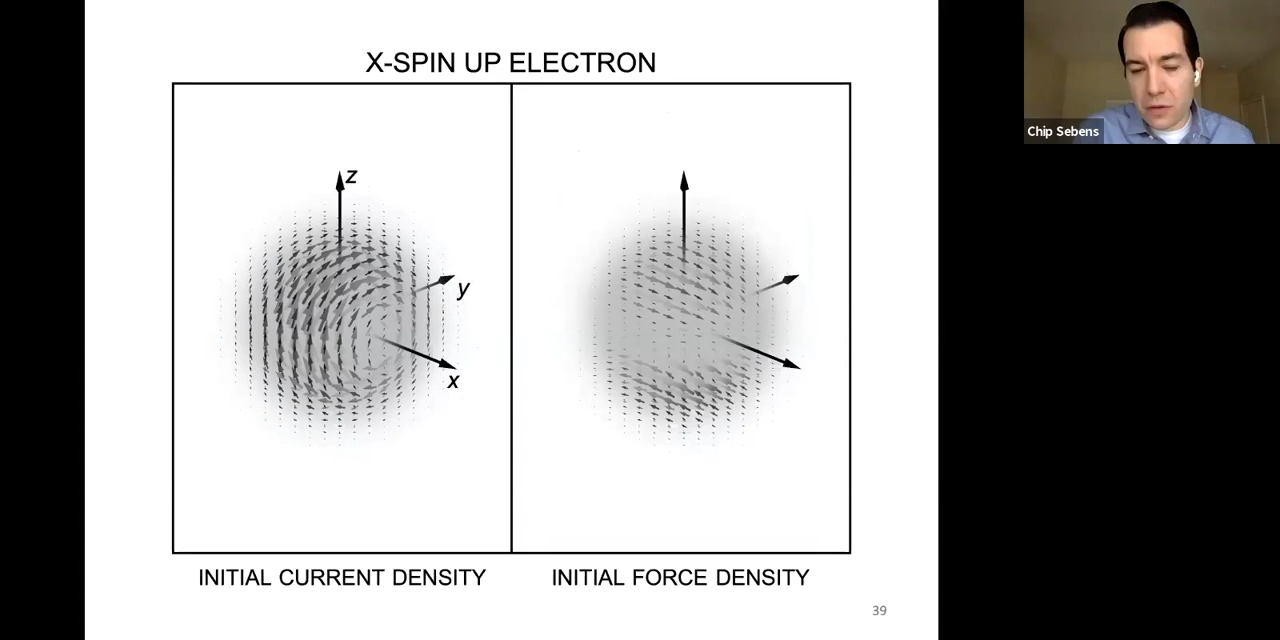 X-SPIN UP ELECTRON
z
y
x
INITIAL CURRENT DENSITY
INITIAL FORCE DENSITY
39
Chip Sebens